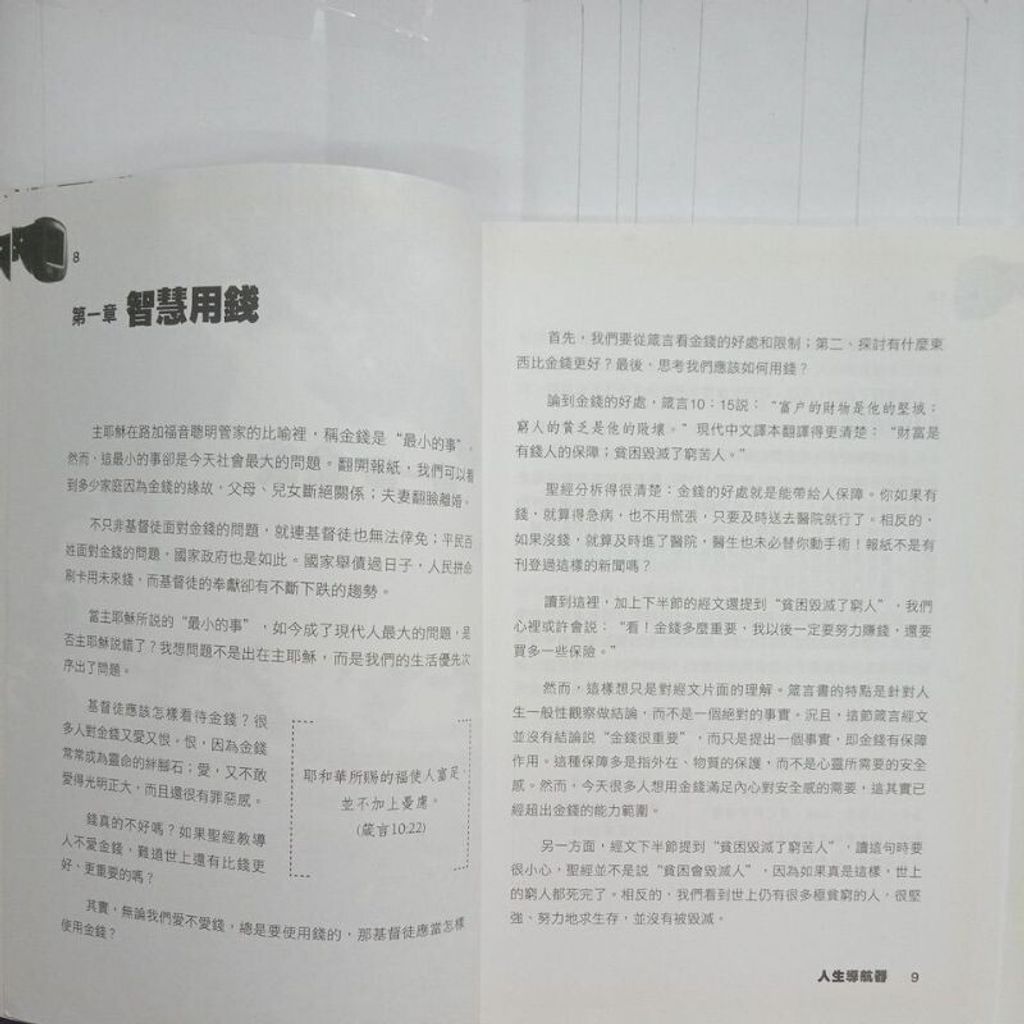 8
第一章 智慧用錢
主耶穌在路加福音聰明管家的比喻裡，稱金錢是“最小的事”。
然而，這最小的事卻是今天社會最大的問題。翻開報紙，我們可以看
到多少家庭因為金錢的緣故，父母、兒女斷絕關係；夫妻翻臉離婚。
不只非基督徒面對金錢的問題，就連基督徒也無法倖免；平民百
姓面對金錢的問題，國家政府也是如此。國家舉債過日子，人民拼命
刷卡用未來錢，而基督徒的奉獻卻有不斷下跌的趨勢。
當主耶穌所說的“最小的事”，如今成了現代人最大的問題，是
否主耶穌説錯了？我想問題不是出在主耶穌，而是我們的生活優先次
序出了問題。
基督徒應該怎樣看待金錢？很
多人對金錢又愛又恨。恨，因為金錢
常常成為靈命的絆腳石；愛，又不敢
愛得光明正大，而且還很有罪惡感。
錢真的不好嗎？如果聖經教導
人不愛金錢，難道世上還有比錢更
好、更重要的嗎？
耶和華所賜的福使人富足，
並不加上憂慮。
(箴言10:22)
其實，無論我們愛不愛錢，總是要使用錢的，那基督徒應當怎樣
使用金錢？
首先，我們要從箴言看金錢的好處和限制；第二、探討有什麼東
西比金錢更好？最後、思考我們應該如何用錢？
論到金錢的好處，箴言10：15説：“富戶的財物是他的堅城；
窮人的貧乏是他的敗壞。”現代中文譯本翻譯得更清楚：“財富是
有錢人的保障；貧困毀滅了窮苦人。”
聖經分析得很清楚：金錢的好處就是能帶給人保障。你如果有
錢，就算得急病，也不用慌張，只要及時送去醫院就行了。相反的，
如果沒錢，就算及時進了醫院，醫生也未必替你動手術！報紙不是有
刊登過這樣的新聞嗎？
讀到這裡，加上下半節的經文還提到“貧困毀滅了窮人”，我們
心裡或許會説：“看！金錢多麼重要，我以後一定要努力賺錢，還要
買多一些保險。”
然而，這樣想只是對經文片面的理解。箴言書的特點是針對人
生一般性觀察做結論，而不是一個絕對的事實。況且，這節箴言經文
並沒有結論説“金錢很重要”，而只是提出一個事實，即金錢有保障
作用。這種保障多是指外在、物質的保護，而不是心靈所需要的安全
感。然而，今天很多人想用金錢滿足內心對安全感的需要，這其實已
經超出金錢的能力範圍。
另一方面，經文下半節提到“貧困毀滅了窮苦人”，讀這句時要
很小心，聖經並不是説“貧困會毀滅人”，因為如果真是這樣，世上
的窮人都死完了。相反的，我們看到世上仍有很多極貧窮的人，很堅
強、努力地求生存，並沒有被毀滅。
人生導航器 9